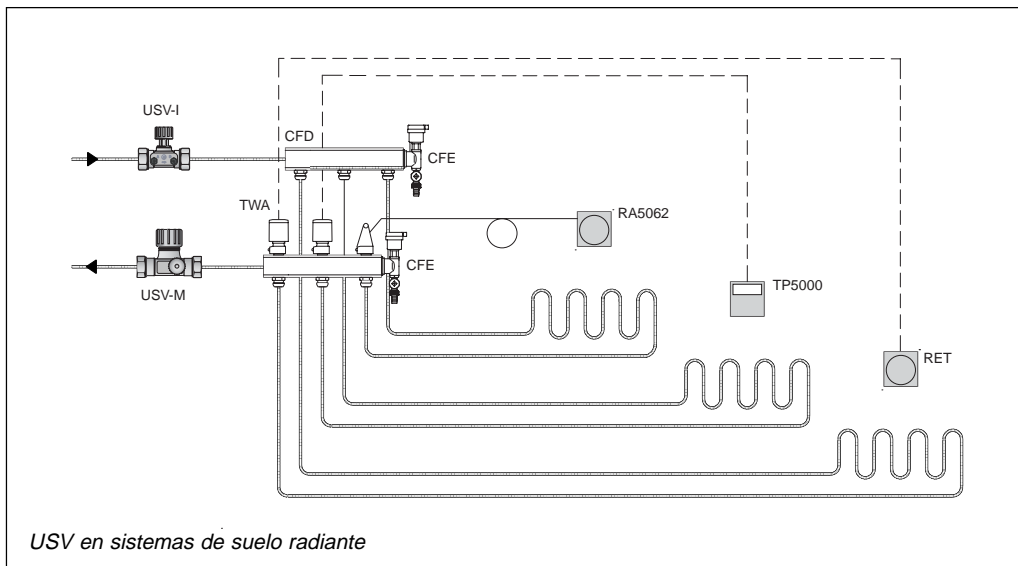 USV-I
CFD
CFE
TWA
RA5062
CFE
USV-M
TP5000
RET
USV en sistemas de suelo radiante